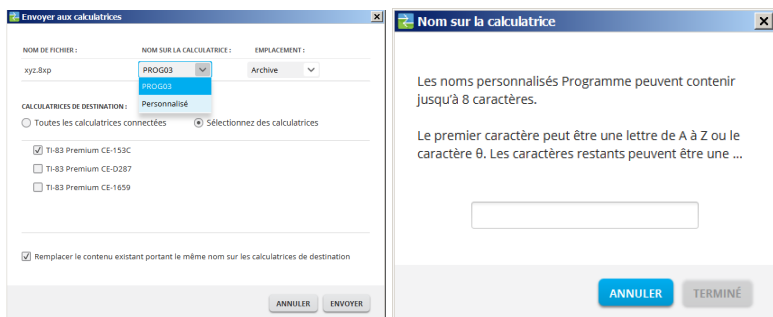 Envoyer aux calculatrices
NOM DE FICHIER :
NOM SUR LA CALCULATRICE :
EMPLACEMENT :
xyz.8xp
PROG03
Archive
PROG03
Personnalisé
CALCULATRICES DE DESTINATION :
Toutes les calculatrices connectées
Sélectionnez des calculatrices
TI-83 Premium CE-153C
TI-83 Premium CE-D287
TI-83 Premium CE-1659
Remplacer le contenu existant portant le même nom sur les calculatrices de destination
ANNULER
ENVOYER
Nom sur la calculatrice
Les noms personnalisés Programme peuvent contenir
jusqu'à 8 caractères.
Le premier caractère peut être une lettre de A à Z ou le
caractère θ. Les caractères restants peuvent être une ...
ANNULER
TERMINÉ